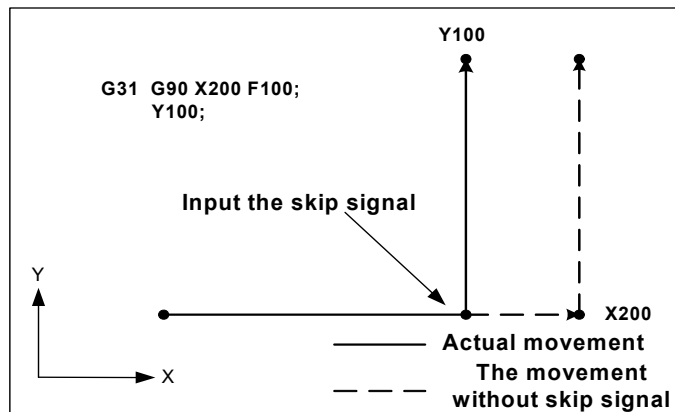 Y100
G31 G90 X200 F100;
Y100;
Input the skip signal
Y
X200
X
Actual movement
The movement
without skip signal